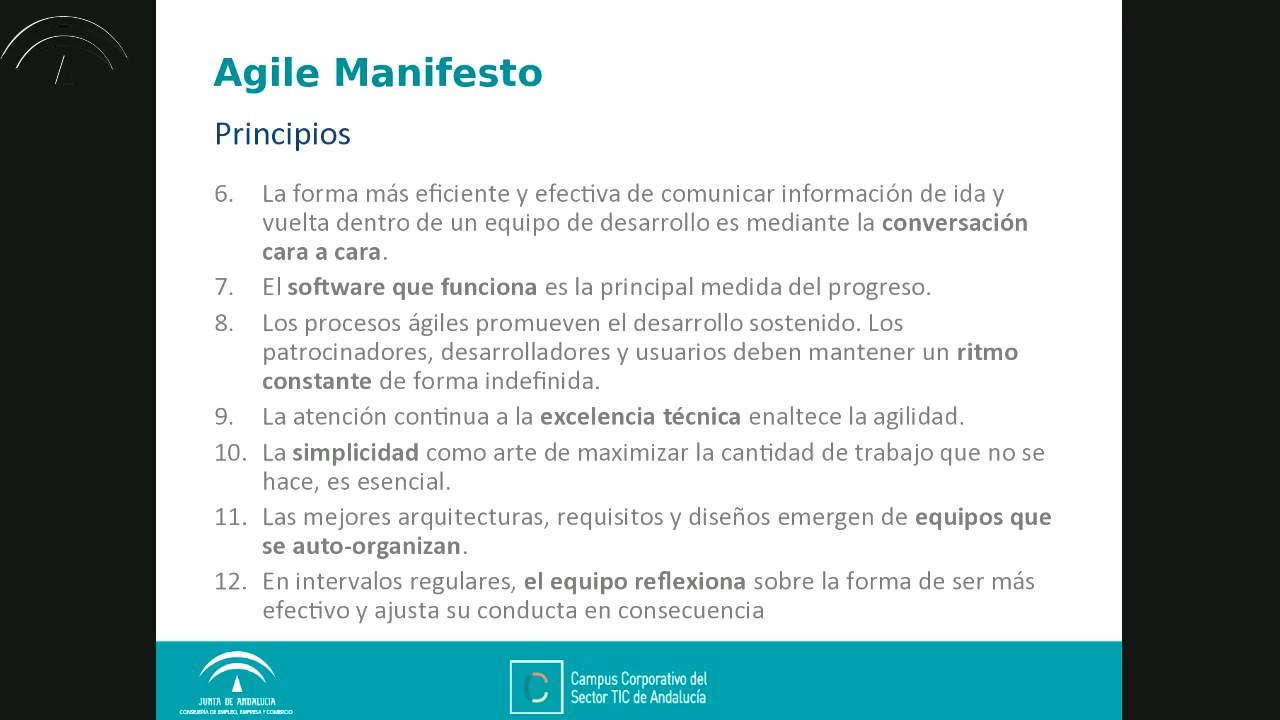 Agile Manifesto
Principios
6. La forma más eficiente y efectiva de comunicar información de ida y
vuelta dentro de un equipo de desarrollo es mediante la conversación
cara a cara.
7. El software que funciona es la principal medida del progreso.
8. Los procesos ágiles promueven el desarrollo sostenido. Los
patrocinadores, desarrolladores y usuarios deben mantener un ritmo
constante de forma indefinida.
9. La atención continua a la excelencia técnica enaltece la agilidad.
10. La simplicidad como arte de maximizar la cantidad de trabajo que no se
hace, es esencial.
11. Las mejores arquitecturas, requisitos y diseños emergen de equipos que
se auto-organizan.
12. En intervalos regulares, el equipo reflexiona sobre la forma de ser más
efectivo y ajusta su conducta en consecuencia
JUNTA DE ANDALUCIA
CONSEJERÍA DE EMPLEO, EMPRESA Y COMERCIO
Campus Corporativo del
Sector TIC de Andalucía